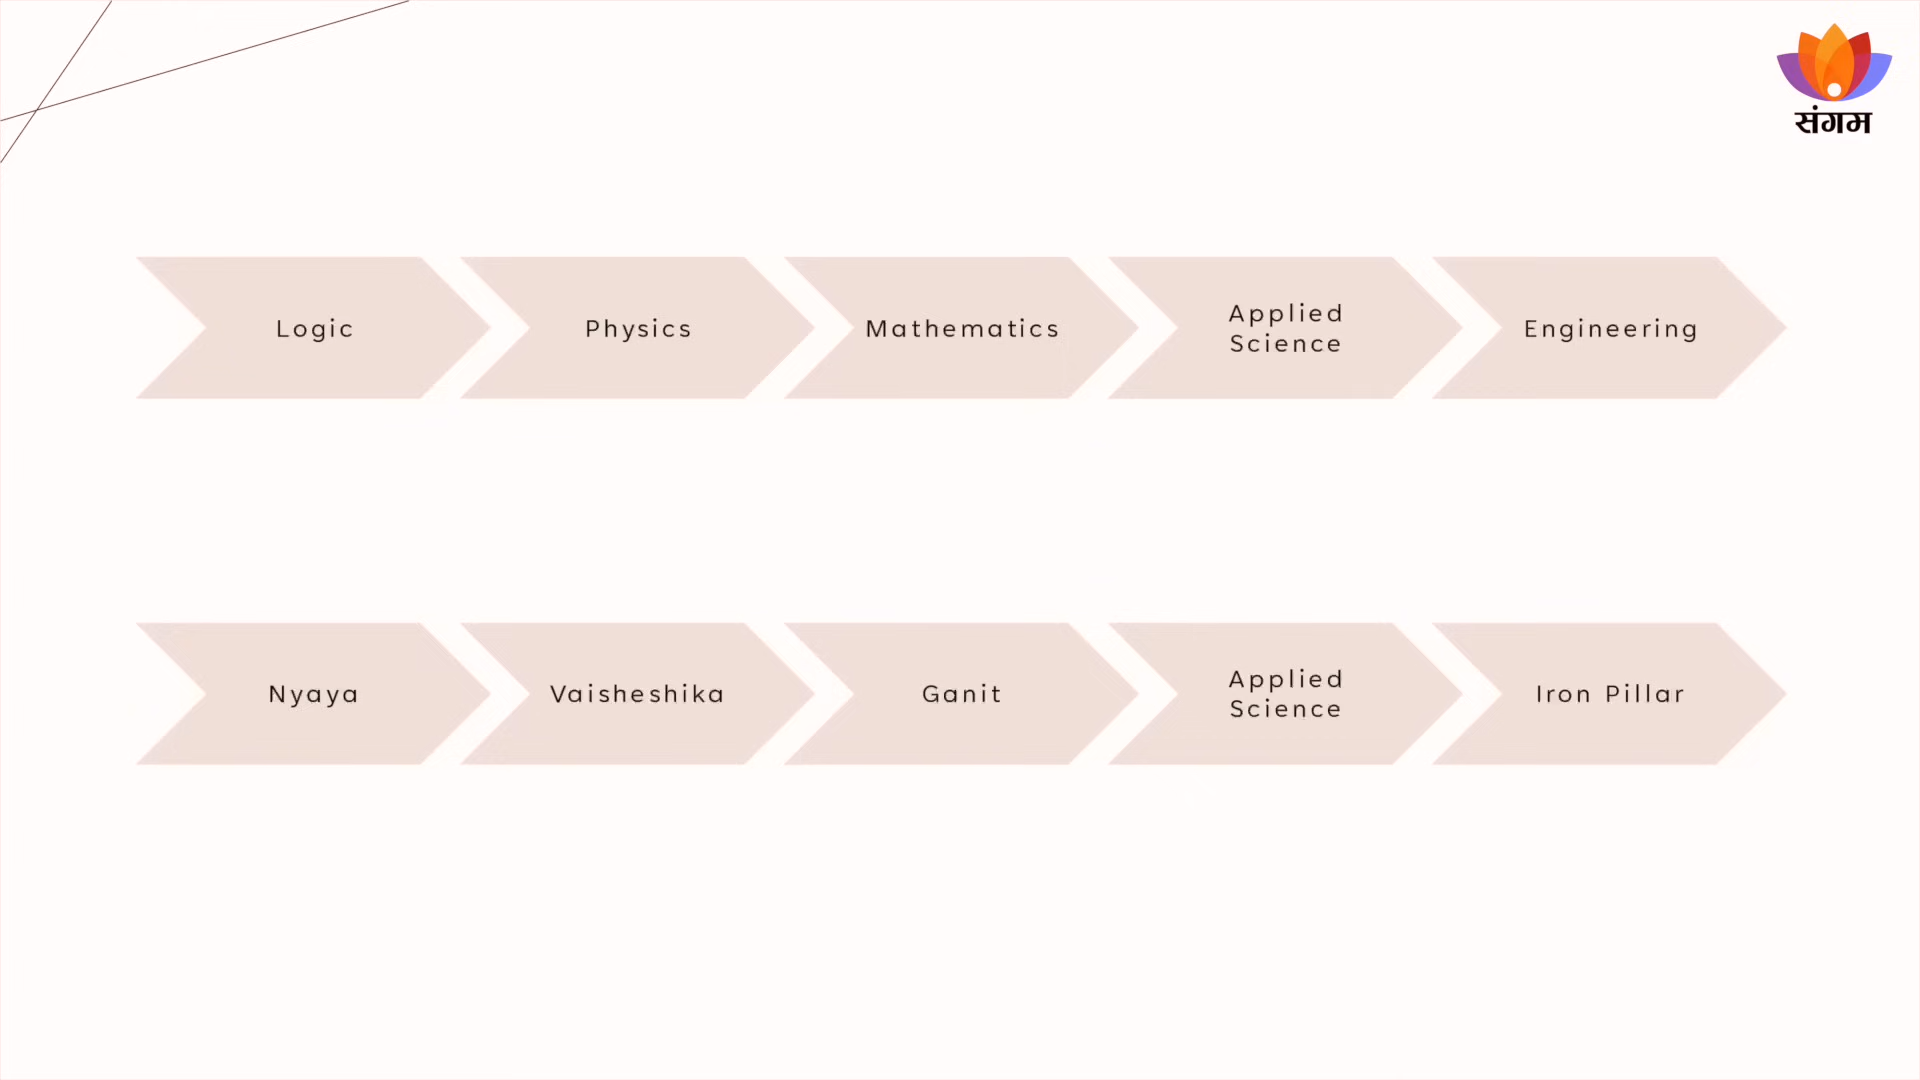 संगम
Logic
Physics
Mathematics
Applied
Science
Engineering
Nyaya
Vaisheshika
Ganit
Applied
Science
Iron Pillar